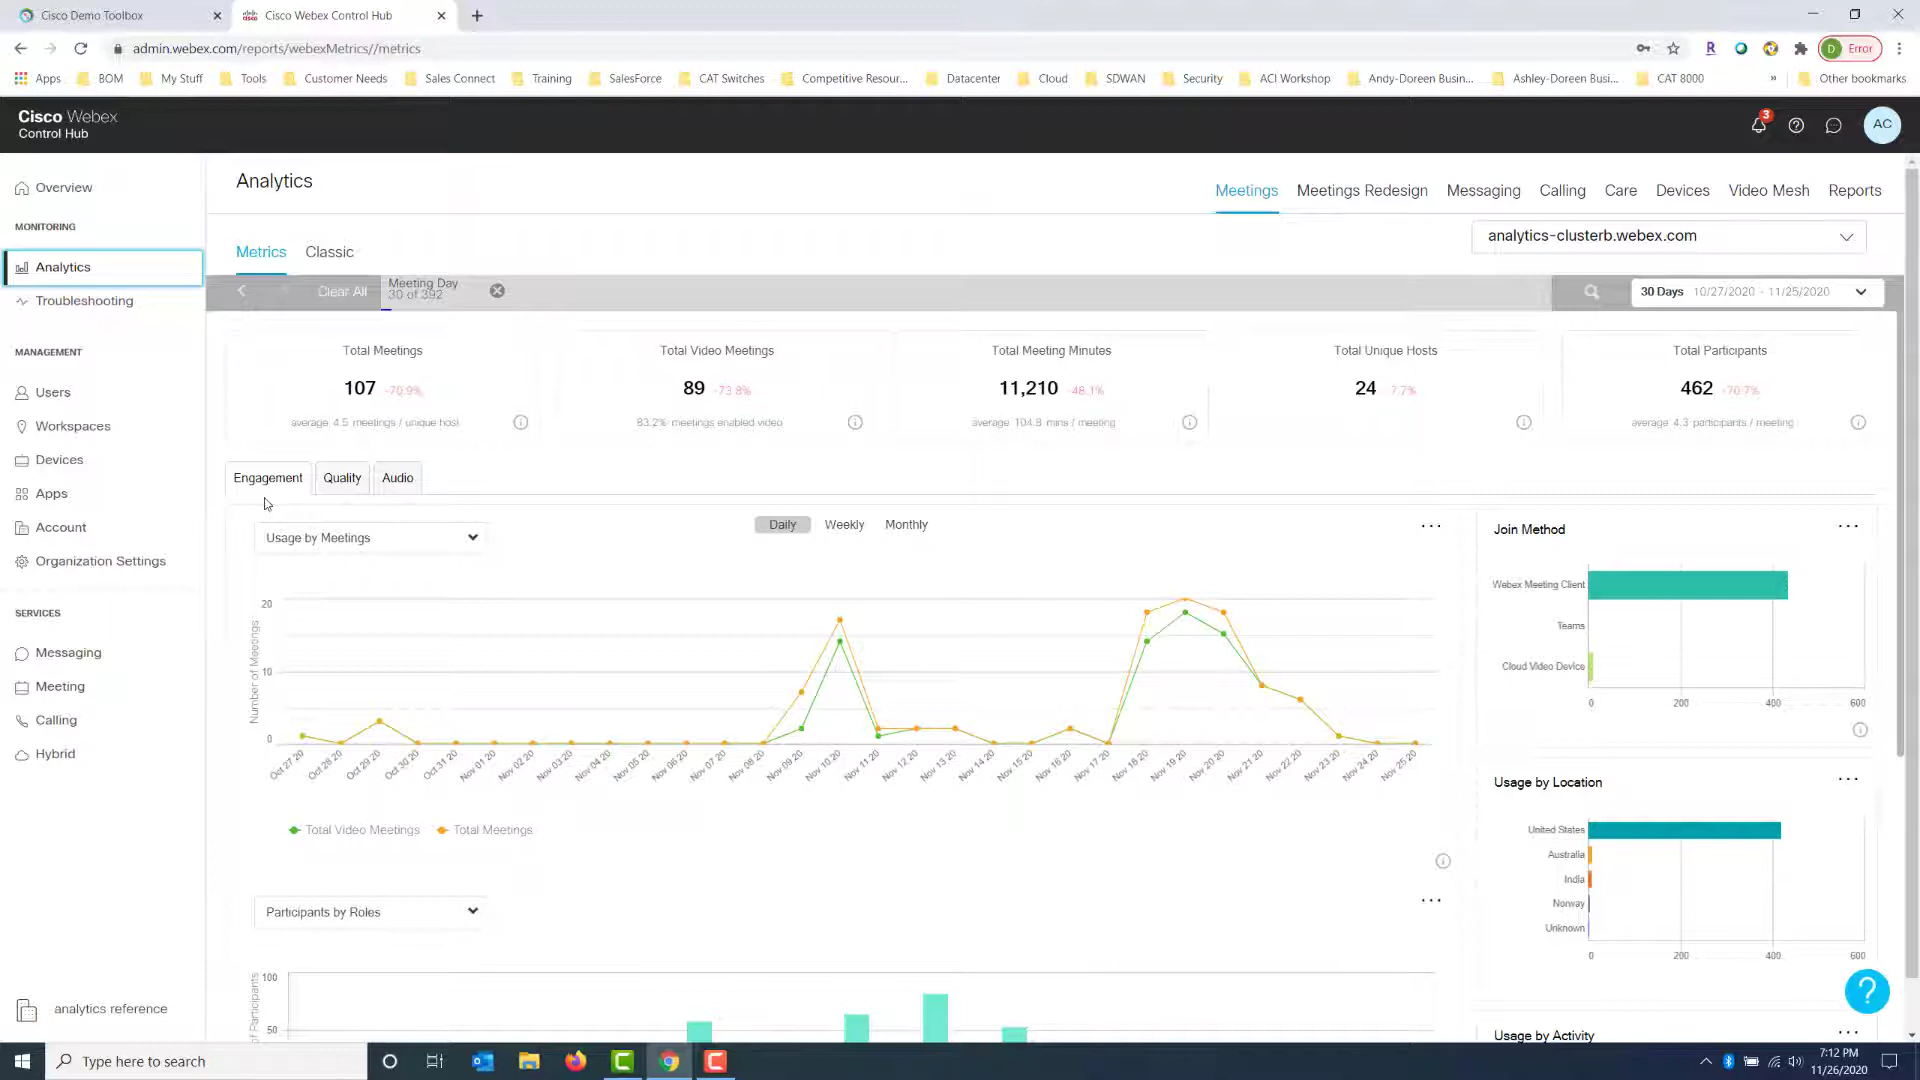 Cisco Demo Toolbox
Cisco Webex Control Hub
admin.webex.com/reports/webexMetrics//metrics
D Error
Apps BOM My Stuff Tools Customer Needs Sales Connect Training SalesForce CAT Switches Competitive Resour... Datacenter Cloud SDWAN Security ACI Workshop Andy-Doreen Busin... Ashley-Doreen Busi... CAT 8000 » Other bookmarks
Cisco Webex
Control Hub
3
AC
Overview
MONITORING
Analytics
Troubleshooting
MANAGEMENT
Users
Workspaces
Devices
Apps
Account
Organization Settings
SERVICES
Messaging
Meeting
Calling
Hybrid
analytics reference
Analytics
Meetings Meetings Redesign Messaging Calling Care Devices Video Mesh Reports
analytics-clusterb.webex.com
Metrics Classic
Clear All
Meeting Day
30 of 392
30 Days 10/27/2020 - 11/25/2020
Total Meetings
107 -70.9%
average 4.5 meetings / unique host
Total Video Meetings
89 -73.8%
83.2% meetings enabled video
Total Meeting Minutes
11,210 -48.1%
average 104.8 mins / meeting
Total Unique Hosts
24 -7.7%
Total Participants
462 -70.7%
average 4.3 participants / meeting
Engagement Quality Audio
Usage by Meetings
Daily Weekly Monthly
Number of Meetings
20
10
0
Oct 27 20 Oct 28 20 Oct 29 20 Oct 30 20 Oct 31 20 Nov 01 20 Nov 02 20 Nov 03 20 Nov 04 20 Nov 05 20 Nov 06 20 Nov 07 20 Nov 08 20 Nov 09 20 Nov 10 20 Nov 11 20 Nov 12 20 Nov 13 20 Nov 14 20 Nov 15 20 Nov 16 20 Nov 17 20 Nov 18 20 Nov 19 20 Nov 20 20 Nov 21 20 Nov 22 20 Nov 23 20 Nov 24 20 Nov 25 20
Total Video Meetings Total Meetings
Participants by Roles
of Participants
100
50
Join Method
Webex Meeting Client
Teams
Cloud Video Device
0 200 400 600
Usage by Location
United States
Australia
India
Norway
Unknown
0 200 400 600
Usage by Activity
?
Type here to search
7:12 PM
11/26/2020